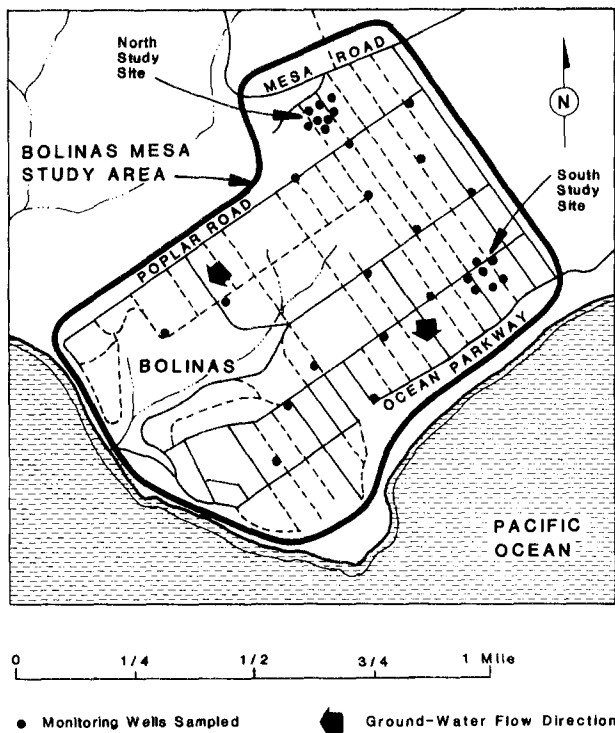 North
Study
Site
MESA ROAD
N
BOLINAS MESA
STUDY AREA
South
Study
Site
POPLAR ROAD
BOLINAS
OCEAN PARKWAY
PACIFIC
OCEAN
0 1/4 1/2 3/4 1 Mile
Monitoring Wells Sampled
Ground-Water Flow Direction